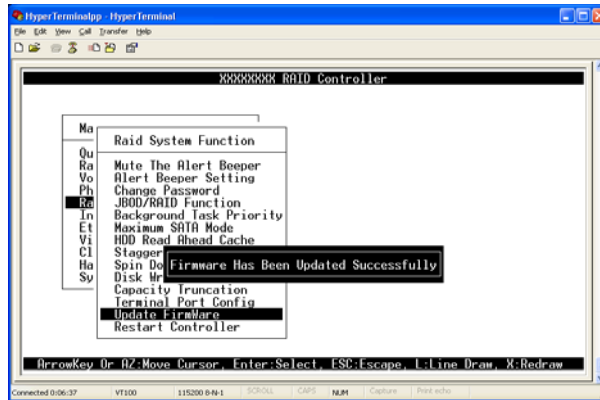 HyperTerminalpp - HyperTerminal
File Edit View Call Transfer Help
XXXXXXXX RAID Controller
Ma
Raid System Function
Qu
Ra
Vo
Ph
Ra
In
Et
Vi
Cl
Ha
Sy
Mute The Alert Beeper
Alert Beeper Setting
Change Password
JBOD/RAID Function
Background Task Priority
Maximum SATA Mode
HDD Read Ahead Cache
Stagger
Spin Do
Disk Wr
Firmware Has Been Updated Successfully
Capacity Truncation
Terminal Port Config
Update FirmWare
Restart Controller
ArrowKey Or AZ:Move Cursor, Enter:Select, ESC:Escape, L:Line Draw, X:Redraw
Connected 0:06:37 VT100 115200 8-N-1 SCROLL CAPS NUM Capture Print echo